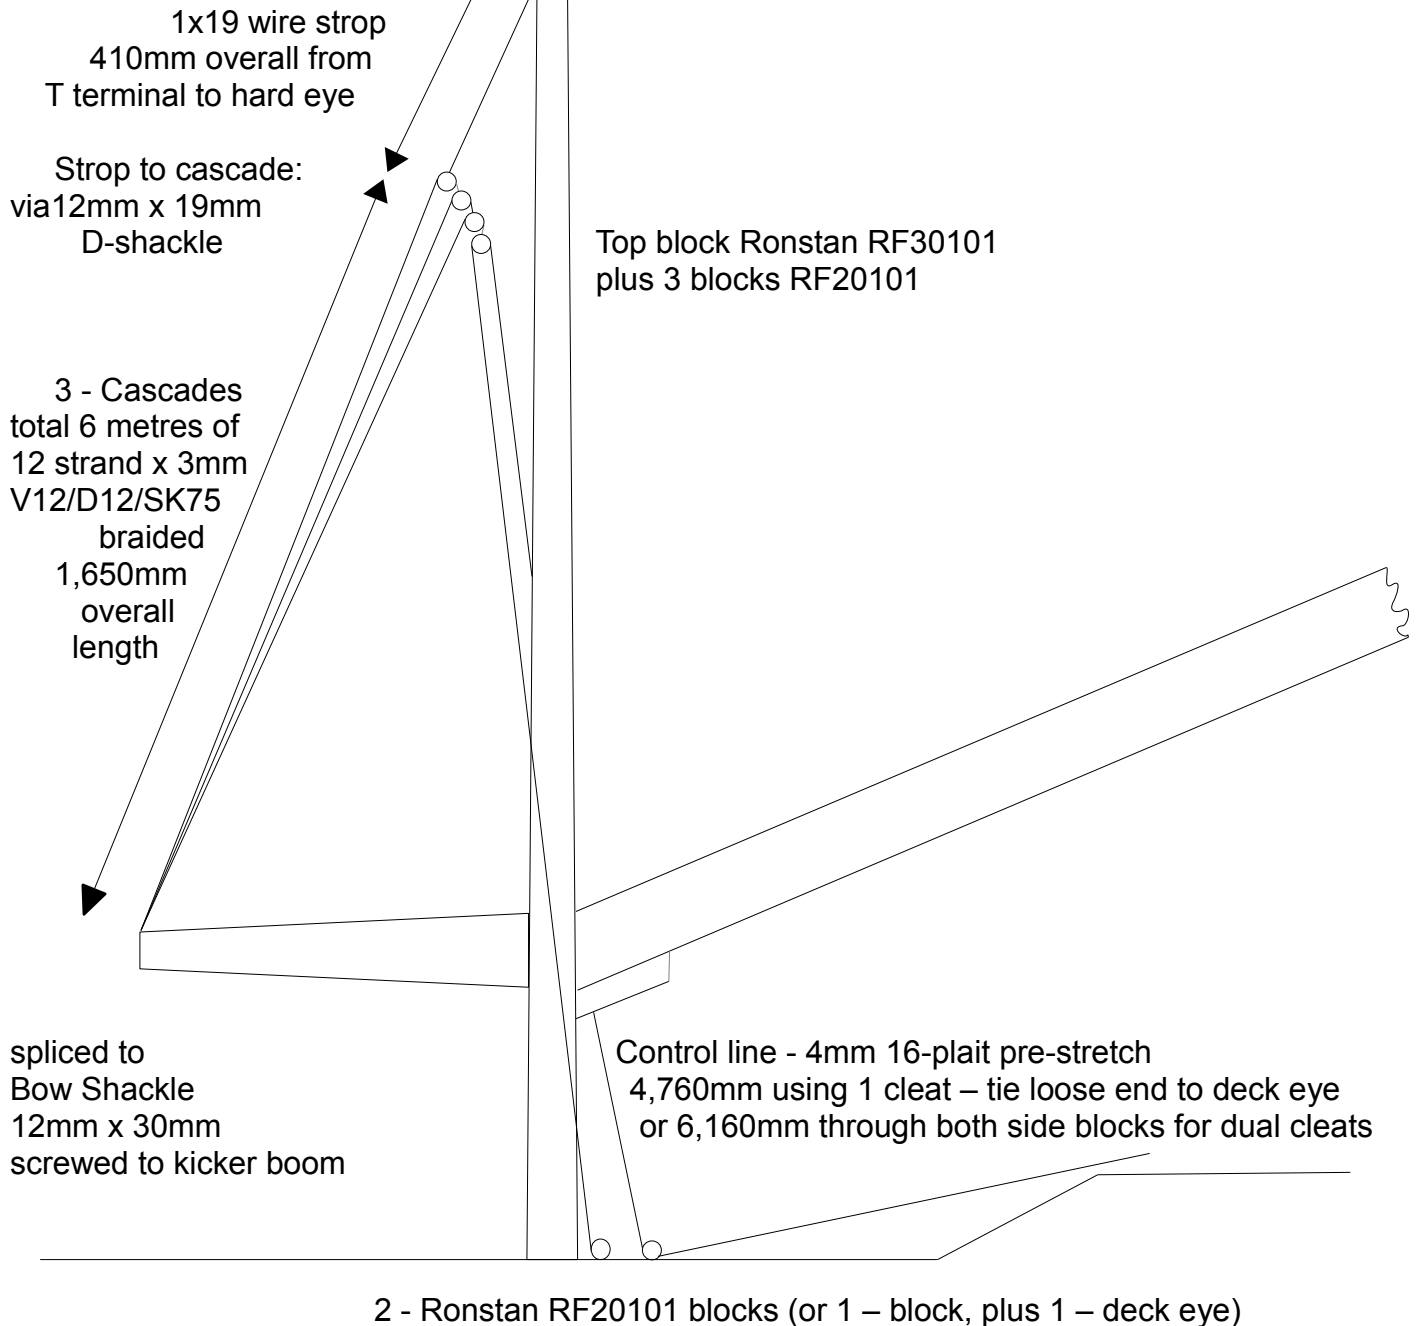 1x19 wire strop
410mm overall from
T terminal to hard eye
Strop to cascade:
via12mm x 19mm
D-shackle
Top block Ronstan RF30101
plus 3 blocks RF20101
3 - Cascades
total 6 metres of
12 strand x 3mm
V12/D12/SK75
braided
1,650mm
overall
length
spliced to
Bow Shackle
12mm x 30mm
screwed to kicker boom
Control line - 4mm 16-plait pre-stretch
4,760mm using 1 cleat – tie loose end to deck eye
or 6,160mm through both side blocks for dual cleats
2 - Ronstan RF20101 blocks (or 1 – block, plus 1 – deck eye)